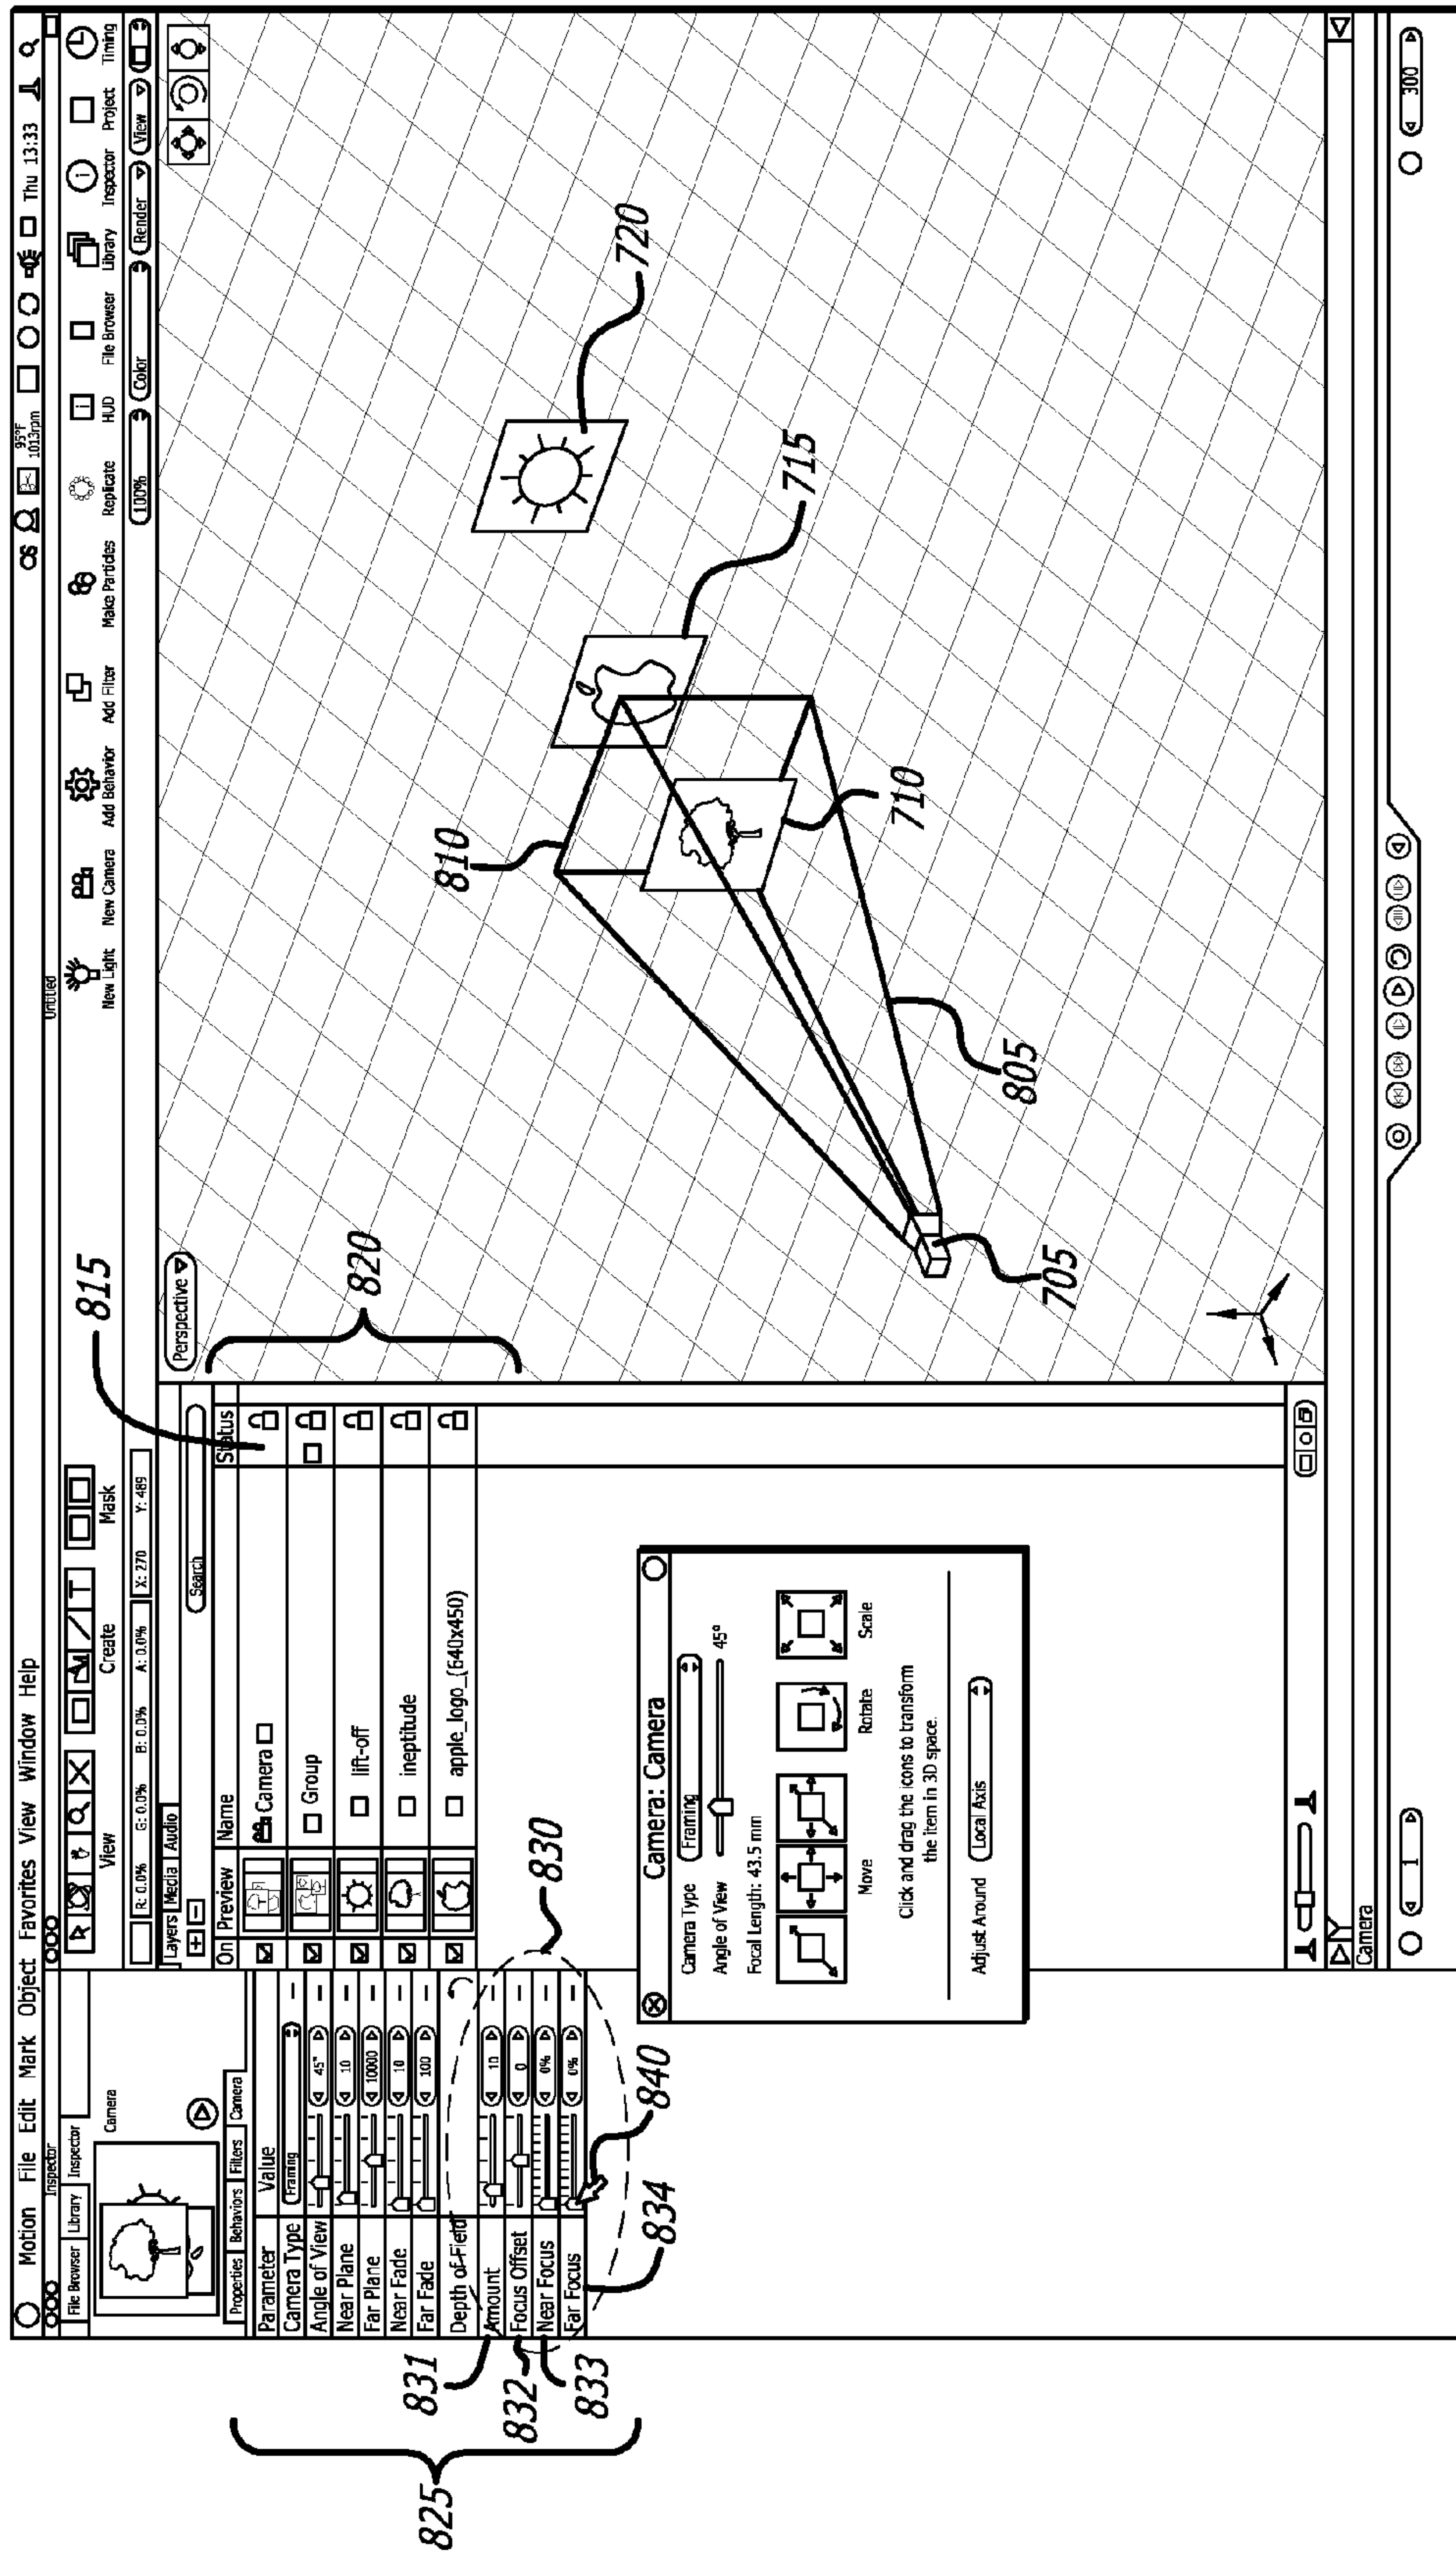 Motion File Edit Mark Object Favorites View Window Help
95°F
1013rpm
Thu 13:33
Inspector
Untitled
File Browser Library Inspector
View
Create
Mask
New Light New Camera Add Behavior Add Filter Make Particles Replicate HUD File Browser Library Inspector Project Timing
815
Camera
R: 0.0% G: 0.0% B: 0.0% A: 0.0% X: 270 Y: 489
100% Color Render View
Layers Media Audio
Perspective
Search
Properties Behaviors Filters Camera
On Preview Name Status
820
Parameter Value
Camera Type Framing
Angle of View 45°
Near Plane 10
Far Plane 10000
Near Fade 10
Far Fade 100
Depth of Field
Amount 10
Focus Offset 0
Near Focus 0%
Far Focus 0%
Camera
Group
lift-off
ineptitude
apple_logo_(640x450)
825
831
832
833
834
830
840
Camera: Camera
Camera Type Framing
Angle of View 45°
Focal Length: 43.5 mm
Move Rotate Scale
Click and drag the icons to transform
the item in 3D space.
Adjust Around Local Axis
810
720
715
710
805
705
Camera
1
300